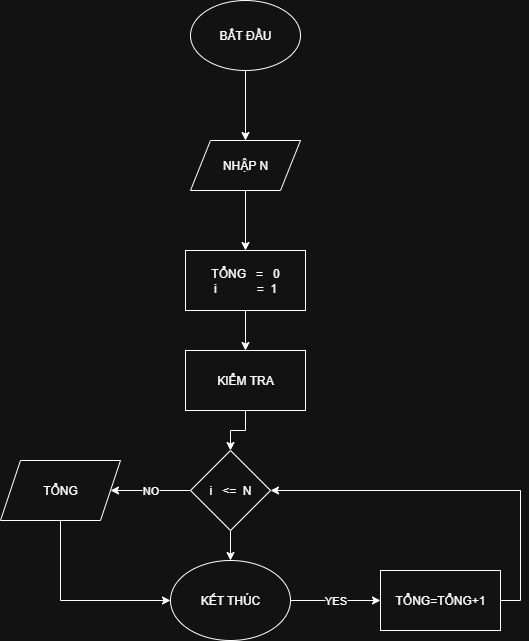 BẮT ĐẦU
NHẬP N
TỔNG = 0
i = 1
KIỂM TRA
i <= N
NO
TỔNG
KẾT THÚC
YES
TỔNG=TỔNG+1